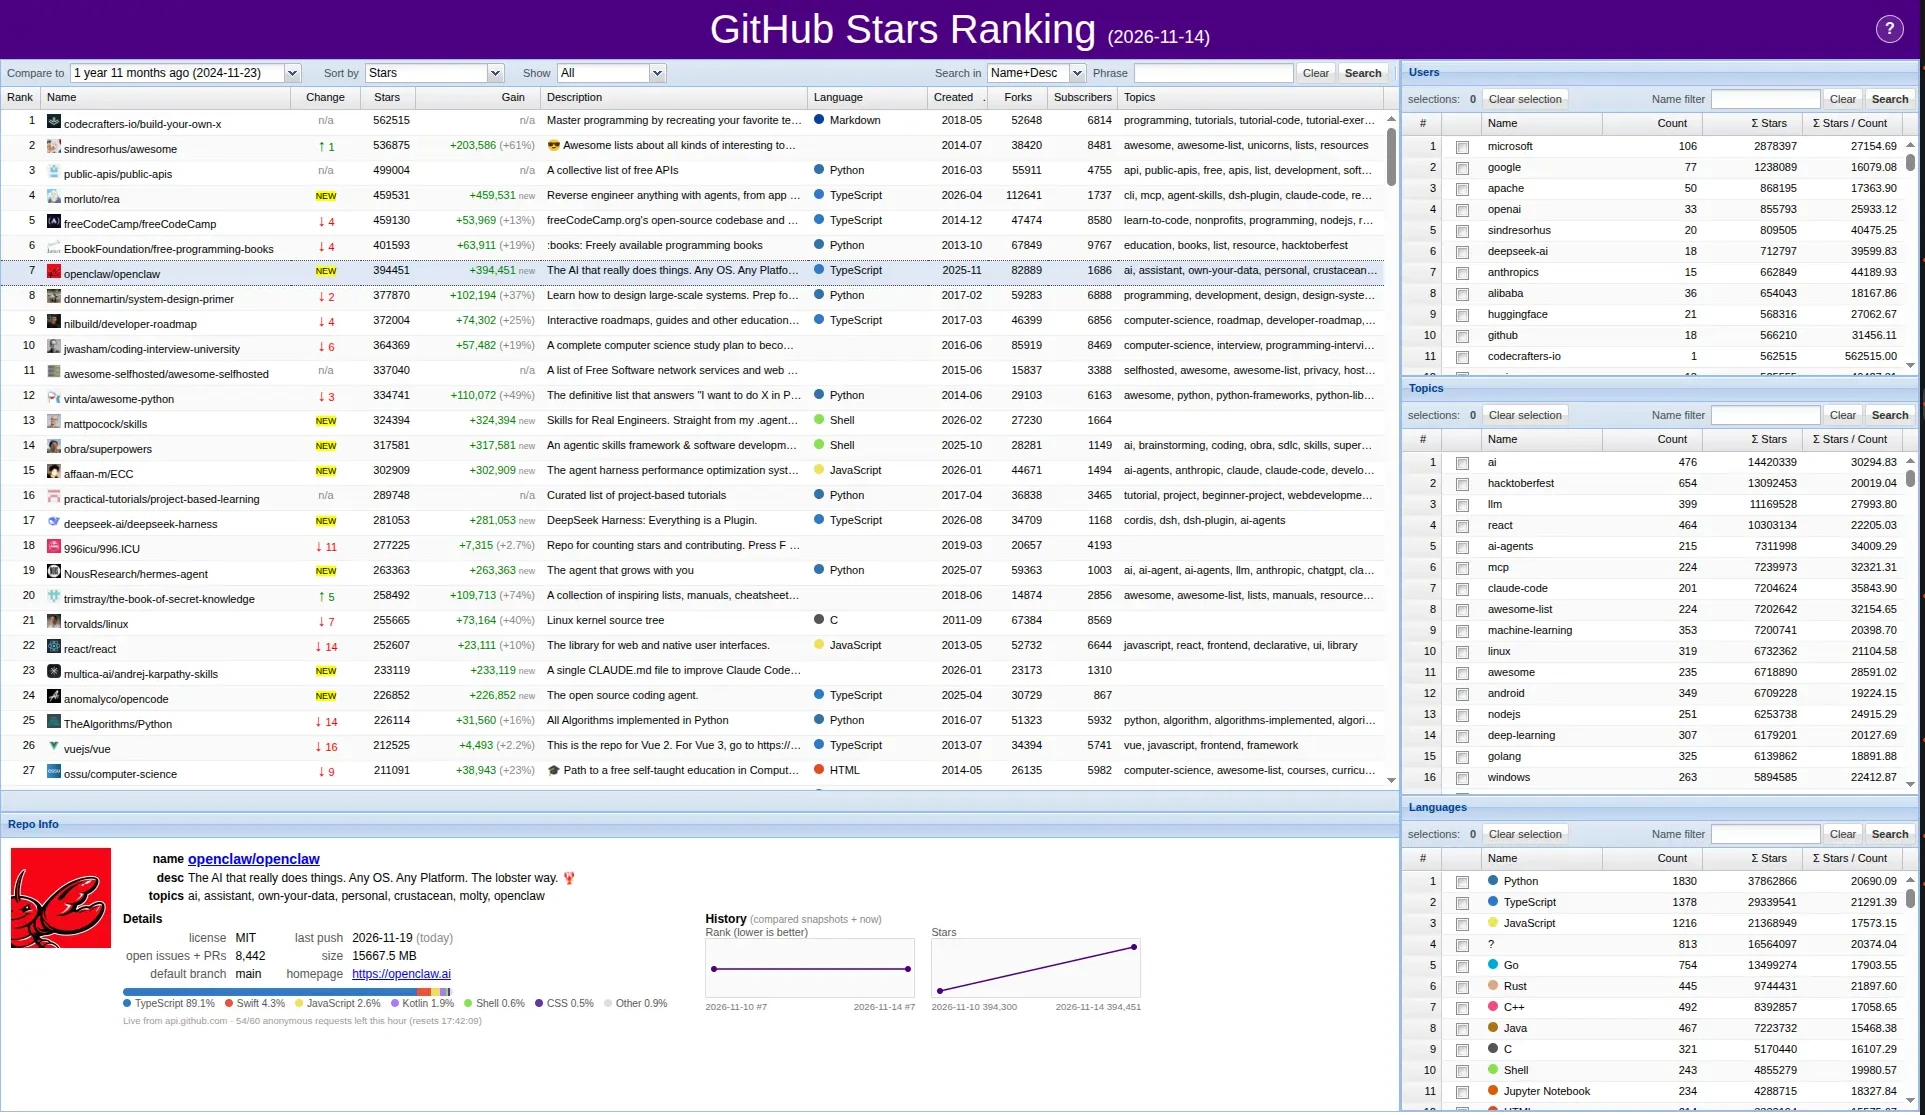 GitHub Stars Ranking (2026-11-14)
?
Compare to 1 year 11 months ago (2024-11-23) Sort by Stars Show All Search in Name+Desc Phrase Clear Search
Rank Name Change Stars Gain Description Language Created Forks Subscribers Topics
1 codecrafters-io/build-your-own-x n/a 562515 n/a Master programming by recreating your favorite te... Markdown 2018-05 52648 6814 programming, tutorials, tutorial-code, tutorial-exer...
2 sindresorhus/awesome ↑ 1 536875 +203,586 (+61%) 😎 Awesome lists about all kinds of interesting to... 2014-07 38420 8481 awesome, awesome-list, unicorns, lists, resources
3 public-apis/public-apis n/a 499004 n/a A collective list of free APIs Python 2016-03 55911 4755 api, public-apis, free, apis, list, development, soft...
4 morluto/rea NEW 459531 +459,531 new Reverse engineer anything with agents, from app ... TypeScript 2026-04 112641 1737 cli, mcp, agent-skills, dsh-plugin, claude-code, re...
5 freeCodeCamp/freeCodeCamp ↓ 4 459130 +53,969 (+13%) freeCodeCamp.org's open-source codebase and ... TypeScript 2014-12 47474 8580 learn-to-code, nonprofits, programming, nodejs, r...
6 EbookFoundation/free-programming-books ↓ 4 401593 +63,911 (+19%) :books: Freely available programming books Python 2013-10 67849 9767 education, books, list, resource, hacktoberfest
7 openclaw/openclaw NEW 394451 +394,451 new The AI that really does things. Any OS. Any Platfo... TypeScript 2025-11 82889 1686 ai, assistant, own-your-data, personal, crustacean...
8 donnemartin/system-design-primer ↓ 2 377870 +102,194 (+37%) Learn how to design large-scale systems. Prep fo... Python 2017-02 59283 6888 programming, development, design, design-syste...
9 nilbuild/developer-roadmap ↓ 4 372004 +74,302 (+25%) Interactive roadmaps, guides and other education... TypeScript 2017-03 46399 6856 computer-science, roadmap, developer-roadmap,...
10 jwasham/coding-interview-university ↓ 6 364369 +57,482 (+19%) A complete computer science study plan to beco... 2016-06 85919 8469 computer-science, interview, programming-intervi...
11 awesome-selfhosted/awesome-selfhosted n/a 337040 n/a A list of Free Software network services and web ... 2015-06 15837 3388 selfhosted, awesome, awesome-list, privacy, host...
12 vinta/awesome-python ↓ 3 334741 +110,072 (+49%) The definitive list that answers "I want to do X in P... Python 2014-06 29103 6163 awesome, python, python-frameworks, python-lib...
13 mattpocock/skills NEW 324394 +324,394 new Skills for Real Engineers. Straight from my .agent... Shell 2026-02 27230 1664
14 obra/superpowers NEW 317581 +317,581 new An agentic skills framework & software developm... Shell 2025-10 28281 1149 ai, brainstorming, coding, obra, sdlc, skills, super...
15 affaan-m/ECC NEW 302909 +302,909 new The agent harness performance optimization syst... JavaScript 2026-01 44671 1494 ai-agents, anthropic, claude, claude-code, develo...
16 practical-tutorials/project-based-learning n/a 289748 n/a Curated list of project-based tutorials Python 2017-04 36838 3465 tutorial, project, beginner-project, webdevelopme...
17 deepseek-ai/deepseek-harness NEW 281053 +281,053 new DeepSeek Harness: Everything is a Plugin. TypeScript 2026-08 34709 1168 cordis, dsh, dsh-plugin, ai-agents
18 996icu/996.ICU ↓ 11 277225 +7,315 (+2.7%) Repo for counting stars and contributing. Press F ... 2019-03 20657 4193
19 NousResearch/hermes-agent NEW 263363 +263,363 new The agent that grows with you Python 2025-07 59363 1003 ai, ai-agent, ai-agents, llm, anthropic, chatgpt, cla...
20 trimstray/the-book-of-secret-knowledge ↑ 5 258492 +109,713 (+74%) A collection of inspiring lists, manuals, cheatsheet... 2018-06 14874 2856 awesome, awesome-list, lists, manuals, resource...
21 torvalds/linux ↓ 7 255665 +73,164 (+40%) Linux kernel source tree C 2011-09 67384 8569
22 react/react ↓ 14 252607 +23,111 (+10%) The library for web and native user interfaces. JavaScript 2013-05 52732 6644 javascript, react, frontend, declarative, ui, library
23 multica-ai/andrej-karpathy-skills NEW 233119 +233,119 new A single CLAUDE.md file to improve Claude Code... 2026-01 23173 1310
24 anomalyco/opencode NEW 226852 +226,852 new The open source coding agent. TypeScript 2025-04 30729 867
25 TheAlgorithms/Python ↓ 14 226114 +31,560 (+16%) All Algorithms implemented in Python Python 2016-07 51323 5932 python, algorithm, algorithms-implemented, algori...
26 vuejs/vue ↓ 16 212525 +4,493 (+2.2%) This is the repo for Vue 2. For Vue 3, go to https://... TypeScript 2013-07 34394 5741 vue, javascript, frontend, framework
27 ossu/computer-science ↓ 9 211091 +38,943 (+23%) 🎓 Path to a free self-taught education in Comput... HTML 2014-05 26135 5982 computer-science, awesome-list, courses, curricu...
Repo Info
name openclaw/openclaw
desc The AI that really does things. Any OS. Any Platform. The lobster way. 🦞
topics ai, assistant, own-your-data, personal, crustacean, molty, openclaw
Details
license MIT last push 2026-11-19 (today)
open issues + PRs 8,442 size 15667.5 MB
default branch main homepage https://openclaw.ai
TypeScript 89.1% Swift 4.3% JavaScript 2.6% Kotlin 1.9% Shell 0.6% CSS 0.5% Other 0.9%
Live from api.github.com - 54/60 anonymous requests left this hour (resets 17:42:09)
History (compared snapshots + now)
Rank (lower is better) Stars
2026-11-10 #7 2026-11-14 #7 2026-11-10 394,300 2026-11-14 394,451
Users
selections: 0 Clear selection Name filter Clear Search
# Name Count Σ Stars Σ Stars / Count
1 microsoft 106 2878397 27154.69
2 google 77 1238089 16079.08
3 apache 50 868195 17363.90
4 openai 33 855793 25933.12
5 sindresorhus 20 809505 40475.25
6 deepseek-ai 18 712797 39599.83
7 anthropics 15 662849 44189.93
8 alibaba 36 654043 18167.86
9 huggingface 21 568316 27062.67
10 github 18 566210 31456.11
11 codecrafters-io 1 562515 562515.00
Topics
selections: 0 Clear selection Name filter Clear Search
# Name Count Σ Stars Σ Stars / Count
1 ai 476 14420339 30294.83
2 hacktoberfest 654 13092453 20019.04
3 llm 399 11169528 27993.80
4 react 464 10303134 22205.03
5 ai-agents 215 7311998 34009.29
6 mcp 224 7239973 32321.31
7 claude-code 201 7204624 35843.90
8 awesome-list 224 7202642 32154.65
9 machine-learning 353 7200741 20398.70
10 linux 319 6732362 21104.58
11 awesome 235 6718890 28591.02
12 android 349 6709228 19224.15
13 nodejs 251 6253738 24915.29
14 deep-learning 307 6179201 20127.69
15 golang 325 6139862 18891.88
16 windows 263 5894585 22412.87
Languages
selections: 0 Clear selection Name filter Clear Search
# Name Count Σ Stars Σ Stars / Count
1 Python 1830 37862866 20690.09
2 TypeScript 1378 29339541 21291.39
3 JavaScript 1216 21368949 17573.15
4 ? 813 16564097 20374.04
5 Go 754 13499274 17903.55
6 Rust 445 9744431 21897.60
7 C++ 492 8392857 17058.65
8 Java 467 7223732 15468.38
9 C 321 5170440 16107.29
10 Shell 243 4855279 19980.57
11 Jupyter Notebook 234 4288715 18327.84